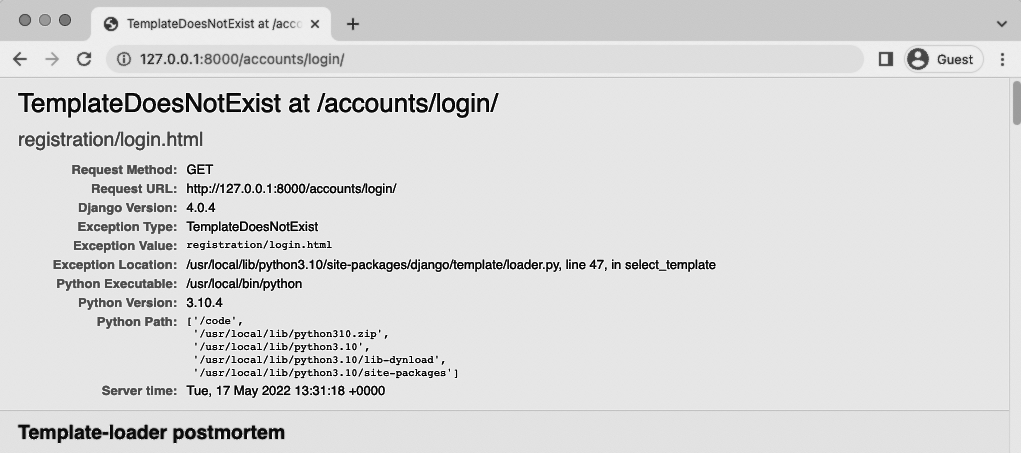 TemplateDoesNotExist at /acco
127.0.0.1:8000/accounts/login/
Guest
TemplateDoesNotExist at /accounts/login/
registration/login.html
Request Method: GET
Request URL: http://127.0.0.1:8000/accounts/login/
Django Version: 4.0.4
Exception Type: TemplateDoesNotExist
Exception Value: registration/login.html
Exception Location: /usr/local/lib/python3.10/site-packages/django/template/loader.py, line 47, in select_template
Python Executable: /usr/local/bin/python
Python Version: 3.10.4
Python Path: ['/code',
'/usr/local/lib/python310.zip',
'/usr/local/lib/python3.10',
'/usr/local/lib/python3.10/lib-dynload',
'/usr/local/lib/python3.10/site-packages']
Server time: Tue, 17 May 2022 13:31:18 +0000
Template-loader postmortem